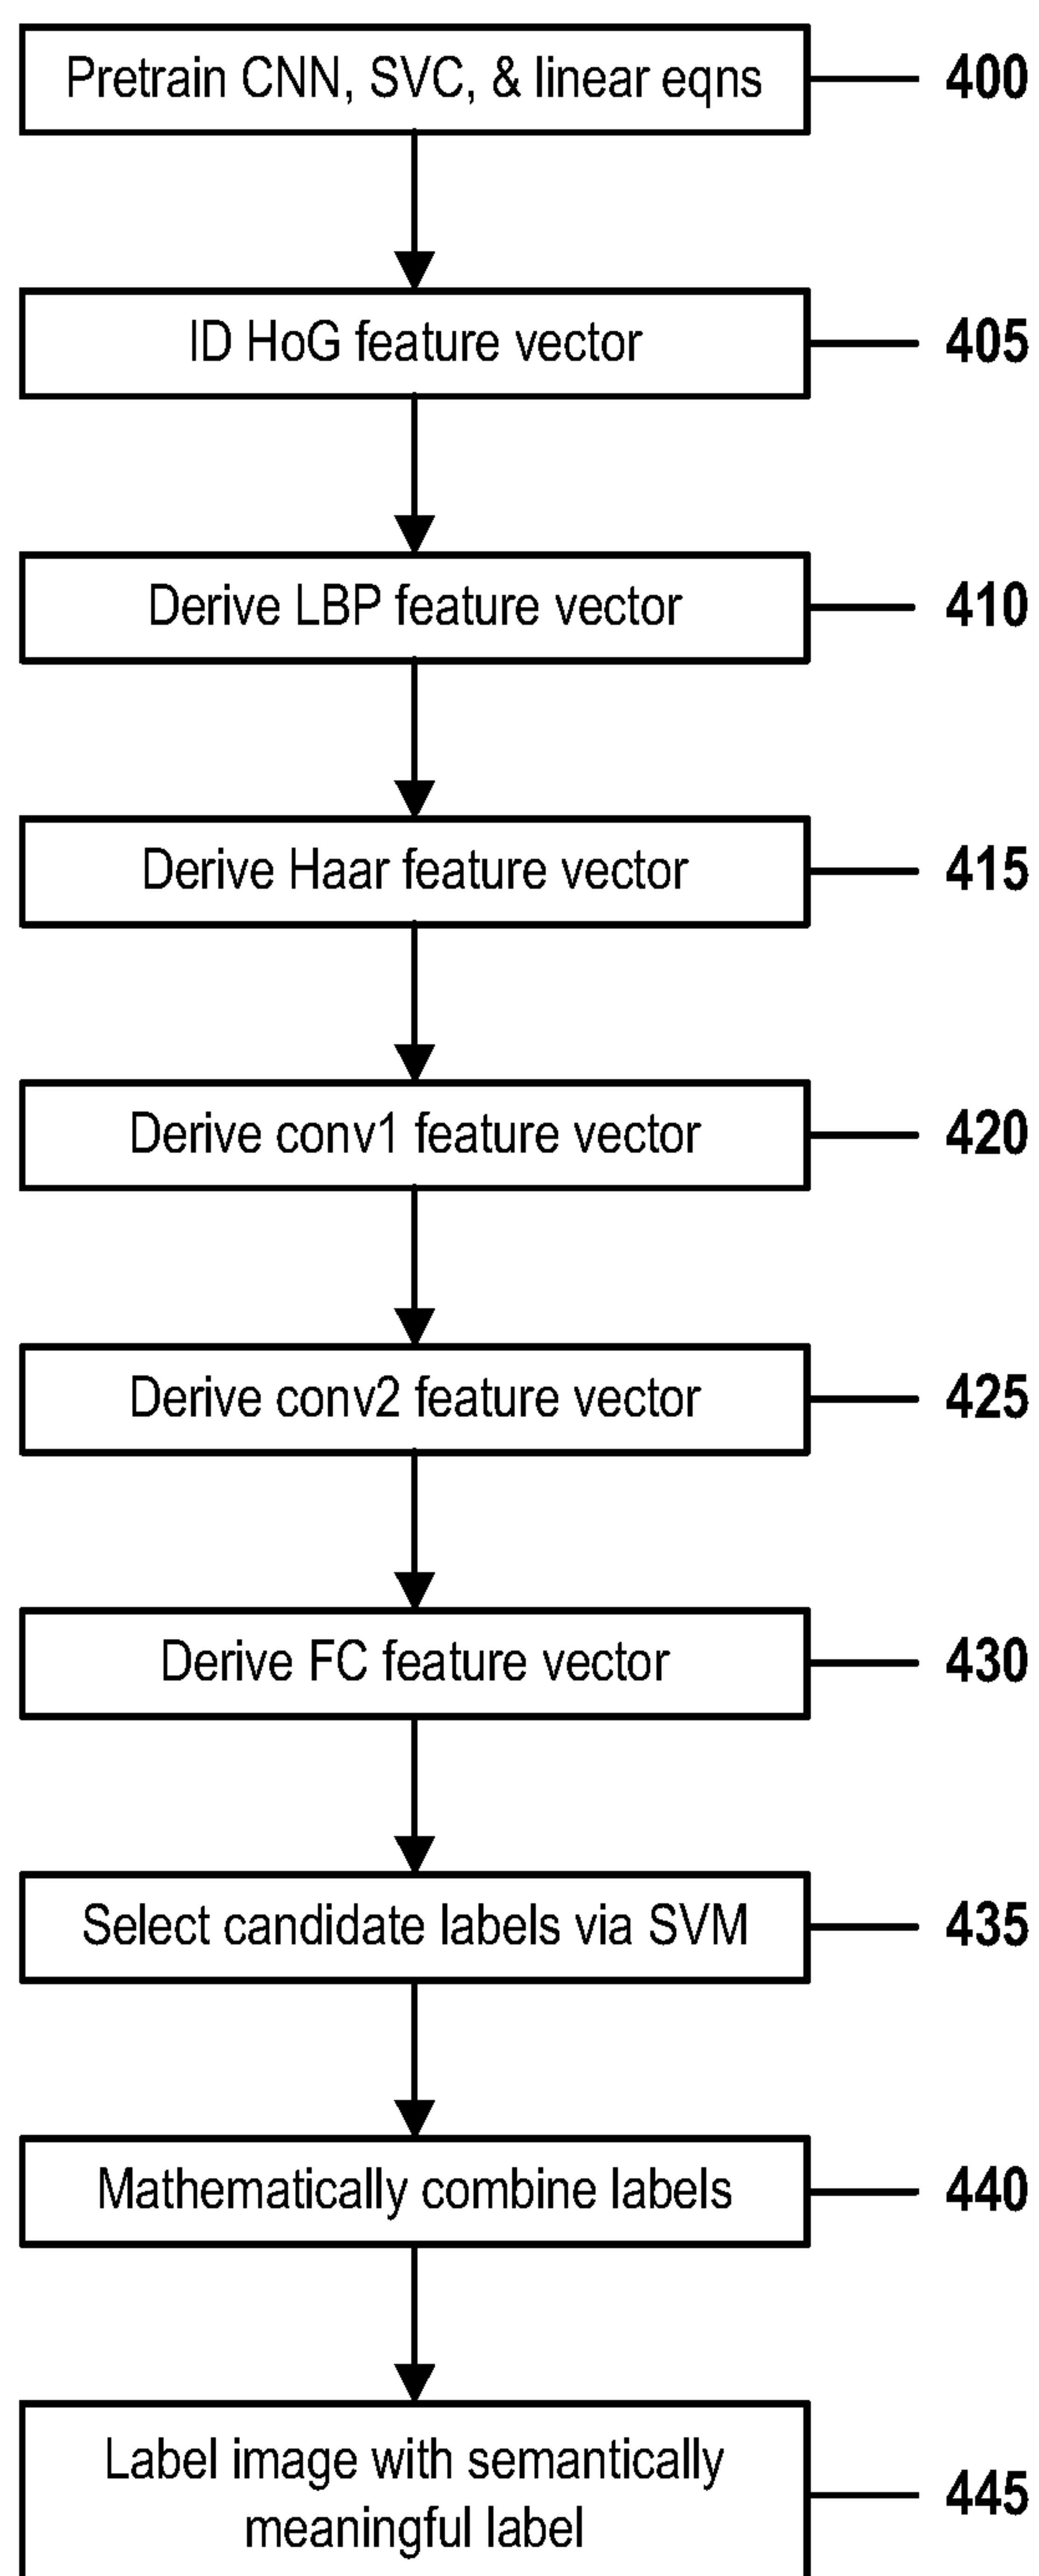 Pretrain CNN, SVC, & linear eqns 400
ID HoG feature vector 405
Derive LBP feature vector 410
Derive Haar feature vector 415
Derive conv1 feature vector 420
Derive conv2 feature vector 425
Derive FC feature vector 430
Select candidate labels via SVM 435
Mathematically combine labels 440
Label image with semantically
meaningful label
445